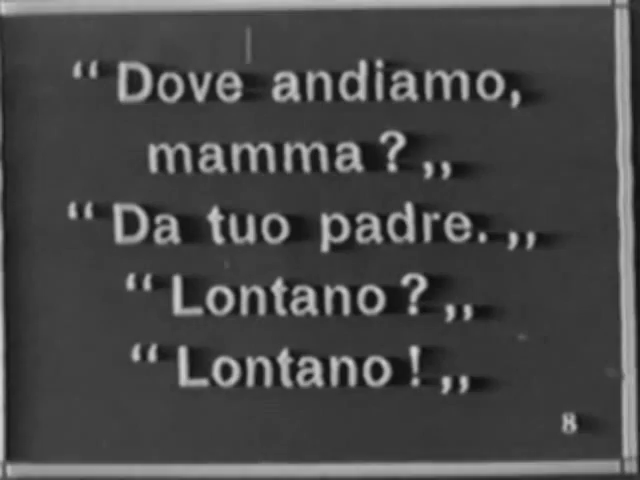 “Dove andiamo,
mamma?„
“Da tuo padre.„
“Lontano?„
“Lontano!„
8